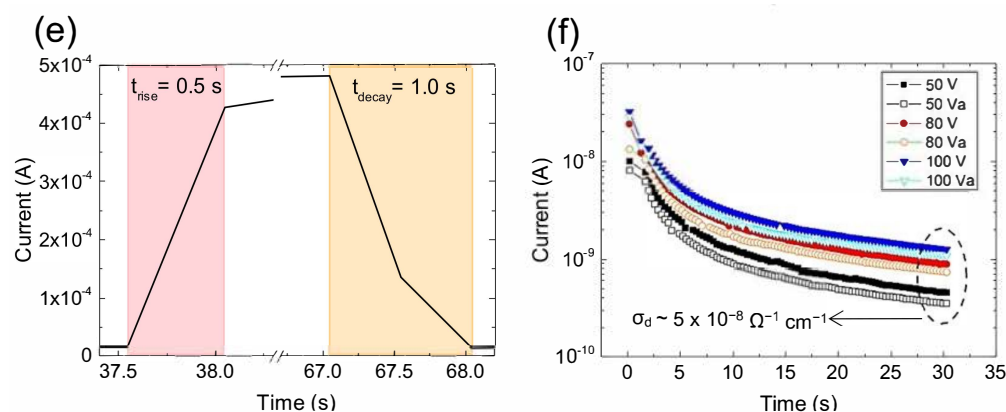 (e)
5x10⁻⁴
4x10⁻⁴
3x10⁻⁴
2x10⁻⁴
1x10⁻⁴
0
Current (A)
t_rise = 0.5 s
t_decay = 1.0 s
37.5 38.0 67.0 67.5 68.0
Time (s)
(f)
10⁻⁷
10⁻⁸
10⁻⁹
10⁻¹⁰
Current (A)
50 V
50 Va
80 V
80 Va
100 V
100 Va
σ_d ~ 5 x 10⁻⁸ Ω⁻¹ cm⁻¹
0 5 10 15 20 25 30 35
Time (s)